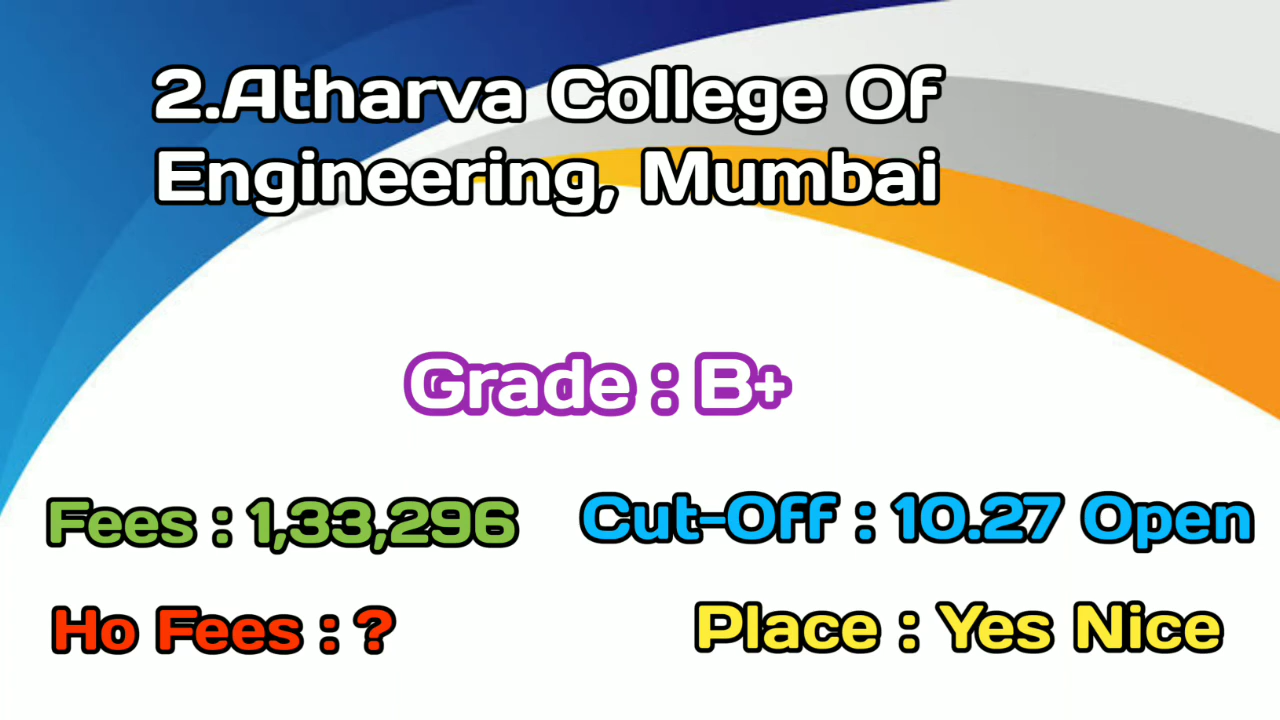 2.Atharva College Of
Engineering, Mumbai
Grade : B+
Fees : 1,33,296
Cut-Off : 10.27 Open
Ho Fees : ?
Place : Yes Nice